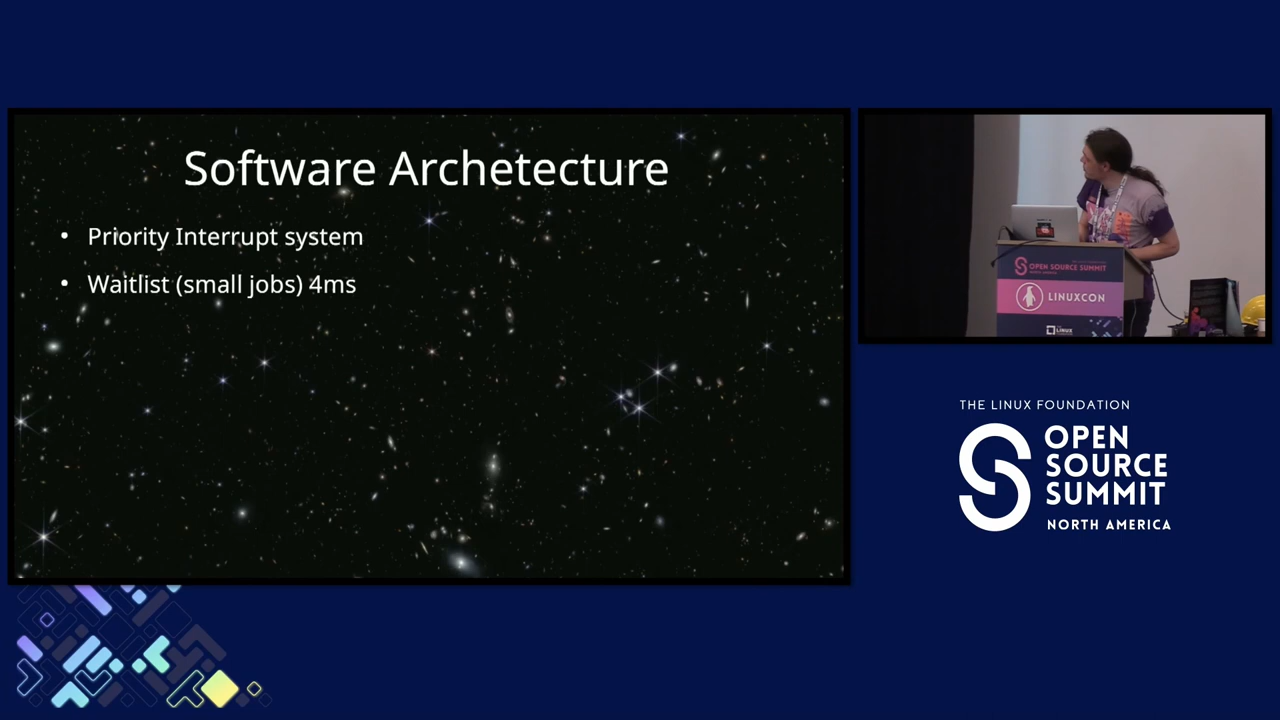 Software Archetecture
• Priority Interrupt system
• Waitlist (small jobs) 4ms
OPEN SOURCE SUMMIT
LINUXCON
LINUX
THE LINUX FOUNDATION
OPEN
SOURCE
SUMMIT
NORTH AMERICA